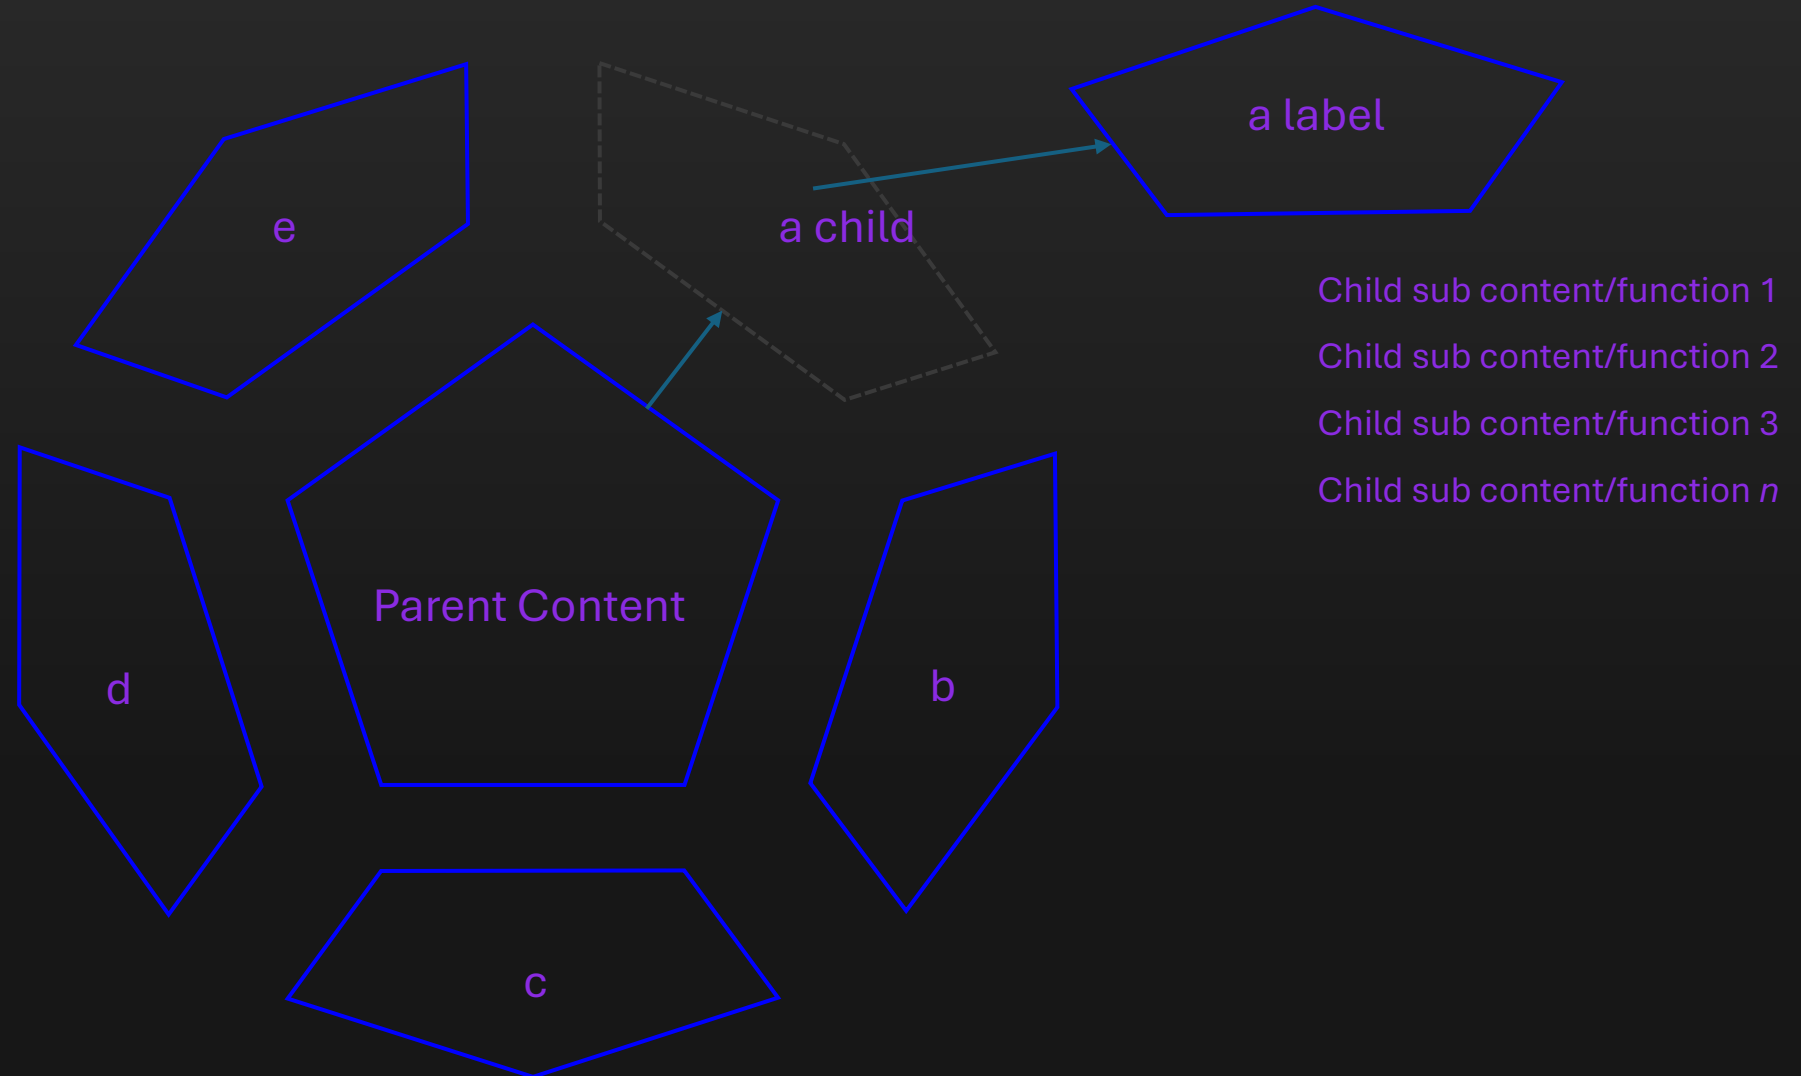 a label
e
a child
Child sub content/function 1
Child sub content/function 2
Child sub content/function 3
Child sub content/function n
Parent Content
d
b
c